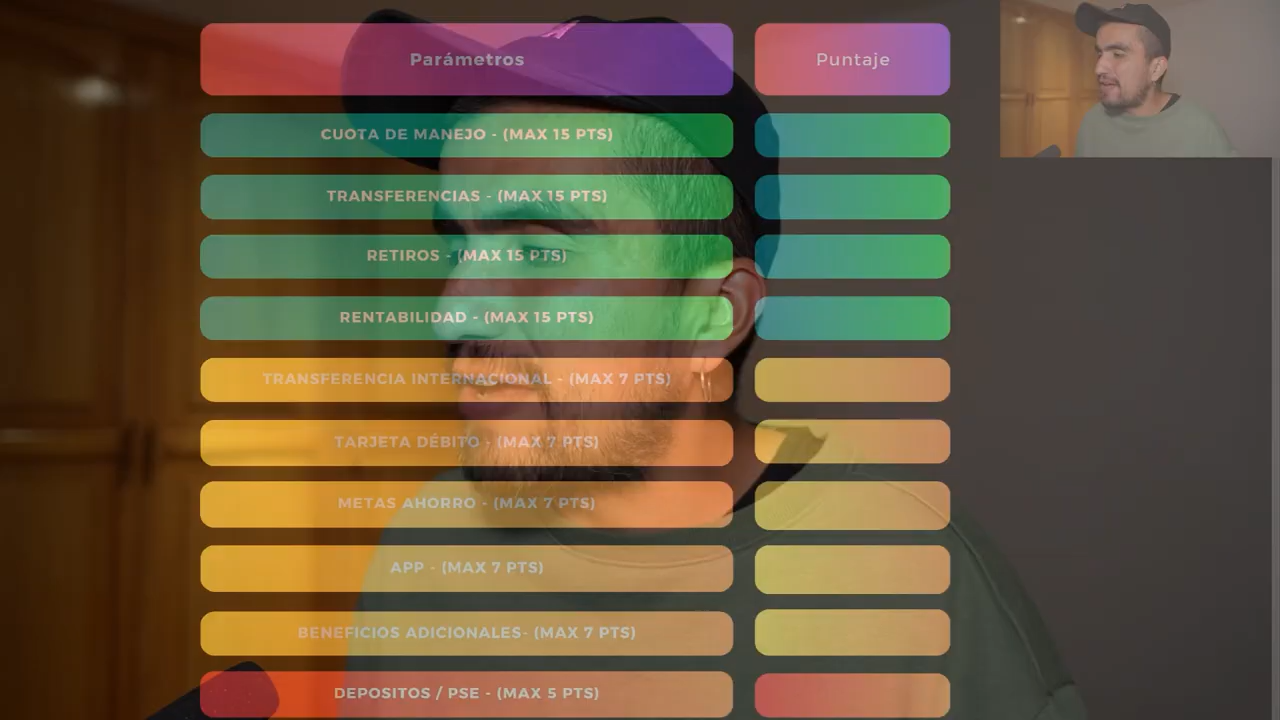 Parámetros
Puntaje
CUOTA DE MANEJO - (MAX 15 PTS)
TRANSFERENCIAS - (MAX 15 PTS)
RETIROS - (MAX 15 PTS)
RENTABILIDAD - (MAX 15 PTS)
TRANSFERENCIA INTERNACIONAL - (MAX 7 PTS)
TARJETA DÉBITO - (MAX 7 PTS)
METAS AHORRO - (MAX 7 PTS)
APP - (MAX 7 PTS)
BENEFICIOS ADICIONALES- (MAX 7 PTS)
DEPOSITOS / PSE - (MAX 5 PTS)